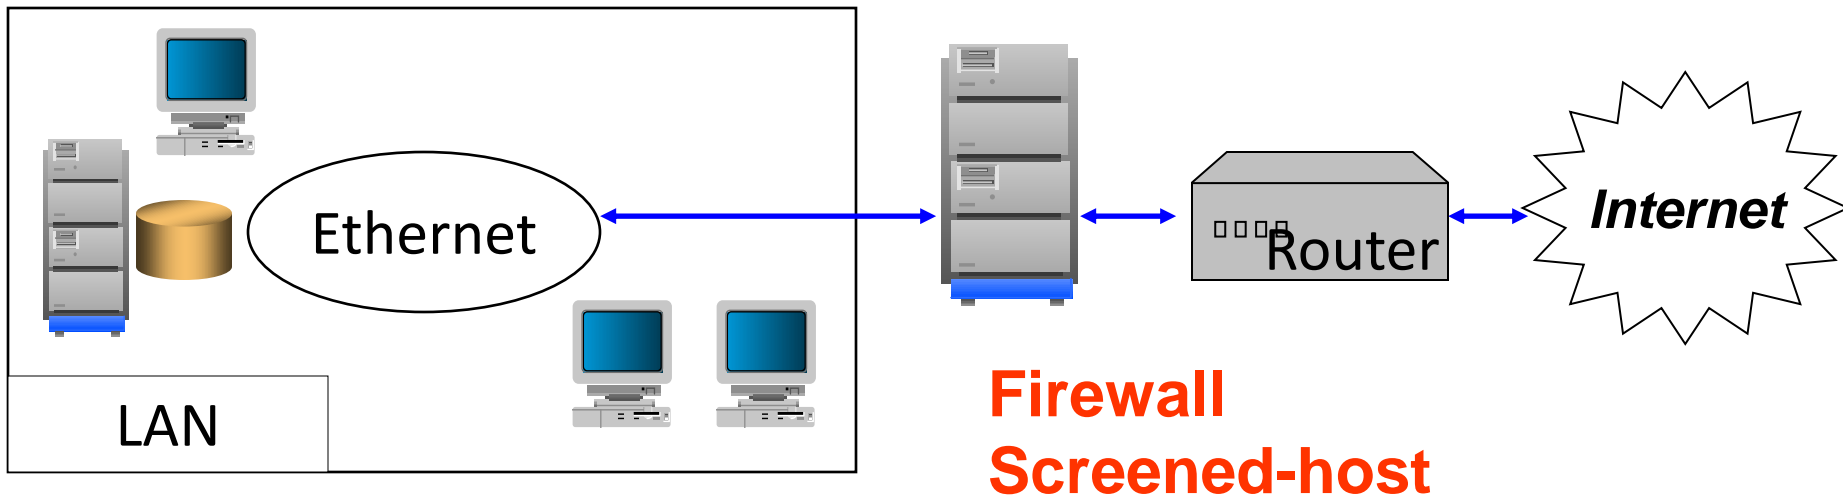 Ethernet
LAN
Router
Internet
Firewall
Screened-host